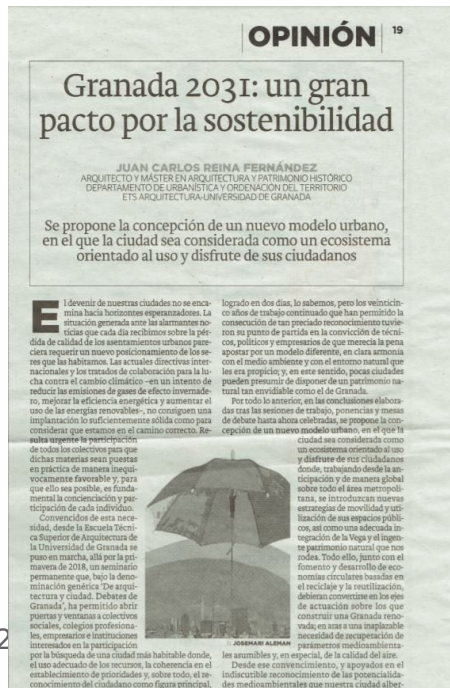 OPINIÓN 19
Granada 2031: un gran
pacto por la sostenibilidad
JUAN CARLOS REINA FERNÁNDEZ
ARQUITECTO Y MÁSTER EN ARQUITECTURA Y PATRIMONIO HISTÓRICO
DEPARTAMENTO DE URBANÍSTICA Y ORDENACIÓN DEL TERRITORIO
ETS ARQUITECTURA-UNIVERSIDAD DE GRANADA
Se propone la concepción de un nuevo modelo urbano,
en el que la ciudad sea considerada como un ecosistema
orientado al uso y disfrute de sus ciudadanos
El devenir de nuestras ciudades no se enca-
mina hacia horizontes esperanzadores. La
situación generada ante las alarmantes no-
ticias que cada día recibimos sobre la pér-
dida de calidad de los asentamientos urbanos pare-
ciera requerir un nuevo posicionamiento de los se-
res que las habitamos. Las actuales directivas inter-
nacionales y los tratados de colaboración para la lu-
cha contra el cambio climático –en un intento de
reducir las emisiones de gases de efecto invernade-
ro, mejorar la eficiencia energética y aumentar el
uso de las energías renovables–, no consiguen una
implantación lo suficientemente sólida como para
considerar que estamos en el camino correcto. Re-
sulta urgente la participación
de todos los colectivos para que
dichas materias sean puestas
en práctica de manera inequí-
vocamente favorable y, para
que ello sea posible, es funda-
mental la concienciación y par-
ticipación de cada individuo.
Convencidos de esta nece-
sidad, desde la Escuela Técni-
ca Superior de Arquitectura de
la Universidad de Granada se
puso en marcha, allá por la pri-
mavera de 2018, un seminario
permanente que, bajo la deno-
minación genérica 'De arqui-
tectura y ciudad. Debates de
Granada', ha permitido abrir
puertas y ventanas a colectivos
sociales, colegios profesiona-
les, empresarios e instituciones
interesados en la participación
por la búsqueda de una ciudad más habitable donde,
el uso adecuado de los recursos, la coherencia en el
establecimiento de prioridades y, sobre todo, el re-
conocimiento del ciudadano como figura principal,
logrado en dos días, lo sabemos, pero los veinticin-
co años de trabajo continuado que han permitido la
consecución de tan preciado reconocimiento tuvie-
ron su punto de partida en la convicción de técni-
cos, políticos y empresarios de que merecía la pena
apostar por un modelo diferente, en clara armonía
con el medio ambiente y con el entorno natural que
les era propicio; y, en este sentido, pocas ciudades
pueden presumir de disponer de un patrimonio na-
tural tan envidiable como el de Granada.
Por todo lo anterior, en las conclusiones elabora-
das tras las sesiones de trabajo, ponencias y mesas
de debate hasta ahora celebradas, se propone la con-
cepción de un nuevo modelo urbano, en el que la
ciudad sea considerada como
un ecosistema orientado al uso
y disfrute de sus ciudadanos
donde, trabajando desde la an-
ticipación y de manera global
sobre todo el área metropoli-
tana, se introduzcan nuevas
estrategias de movilidad y uti-
lización de sus espacios públi-
cos, así como una adecuada in-
tegración de la Vega y el ingen-
te patrimonio natural que nos
rodea. Todo ello, junto con el
fomento y desarrollo de eco-
nomías circulares basadas en
el reciclaje y la reutilización,
debieran convertirse en los ejes
de actuación sobre los que
construir una Granada reno-
vada; en aras a una inaplazable
necesidad de recuperación de
parámetros medioambienta-
les asumibles y, en especial, de la calidad del aire.
Desde ese convencimiento, y apoyados en el
indiscutible reconocimiento de las potencialida-
des medioambientales que nuestra ciudad alber-
JOSEMARI ALEMÁN
2